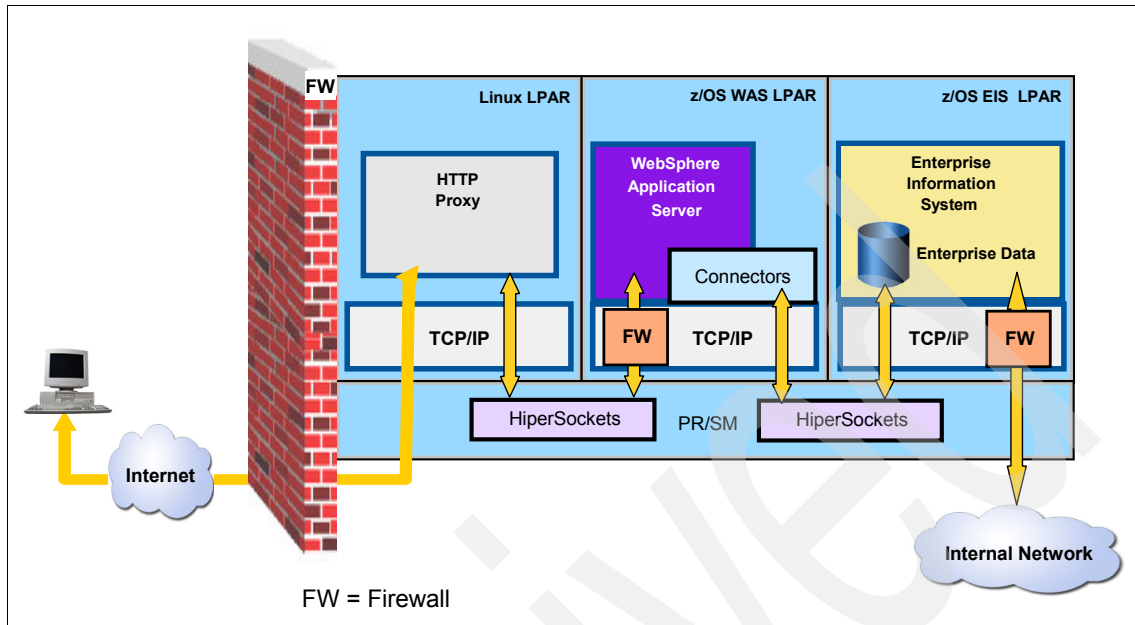 FW
Linux LPAR
z/OS WAS LPAR
z/OS EIS LPAR
HTTP
Proxy
WebSphere
Application
Server
Enterprise
Information
System
Connectors
Enterprise Data
TCP/IP
FW
TCP/IP
TCP/IP
FW
HiperSockets
PR/SM
HiperSockets
Internet
Internal Network
FW = Firewall